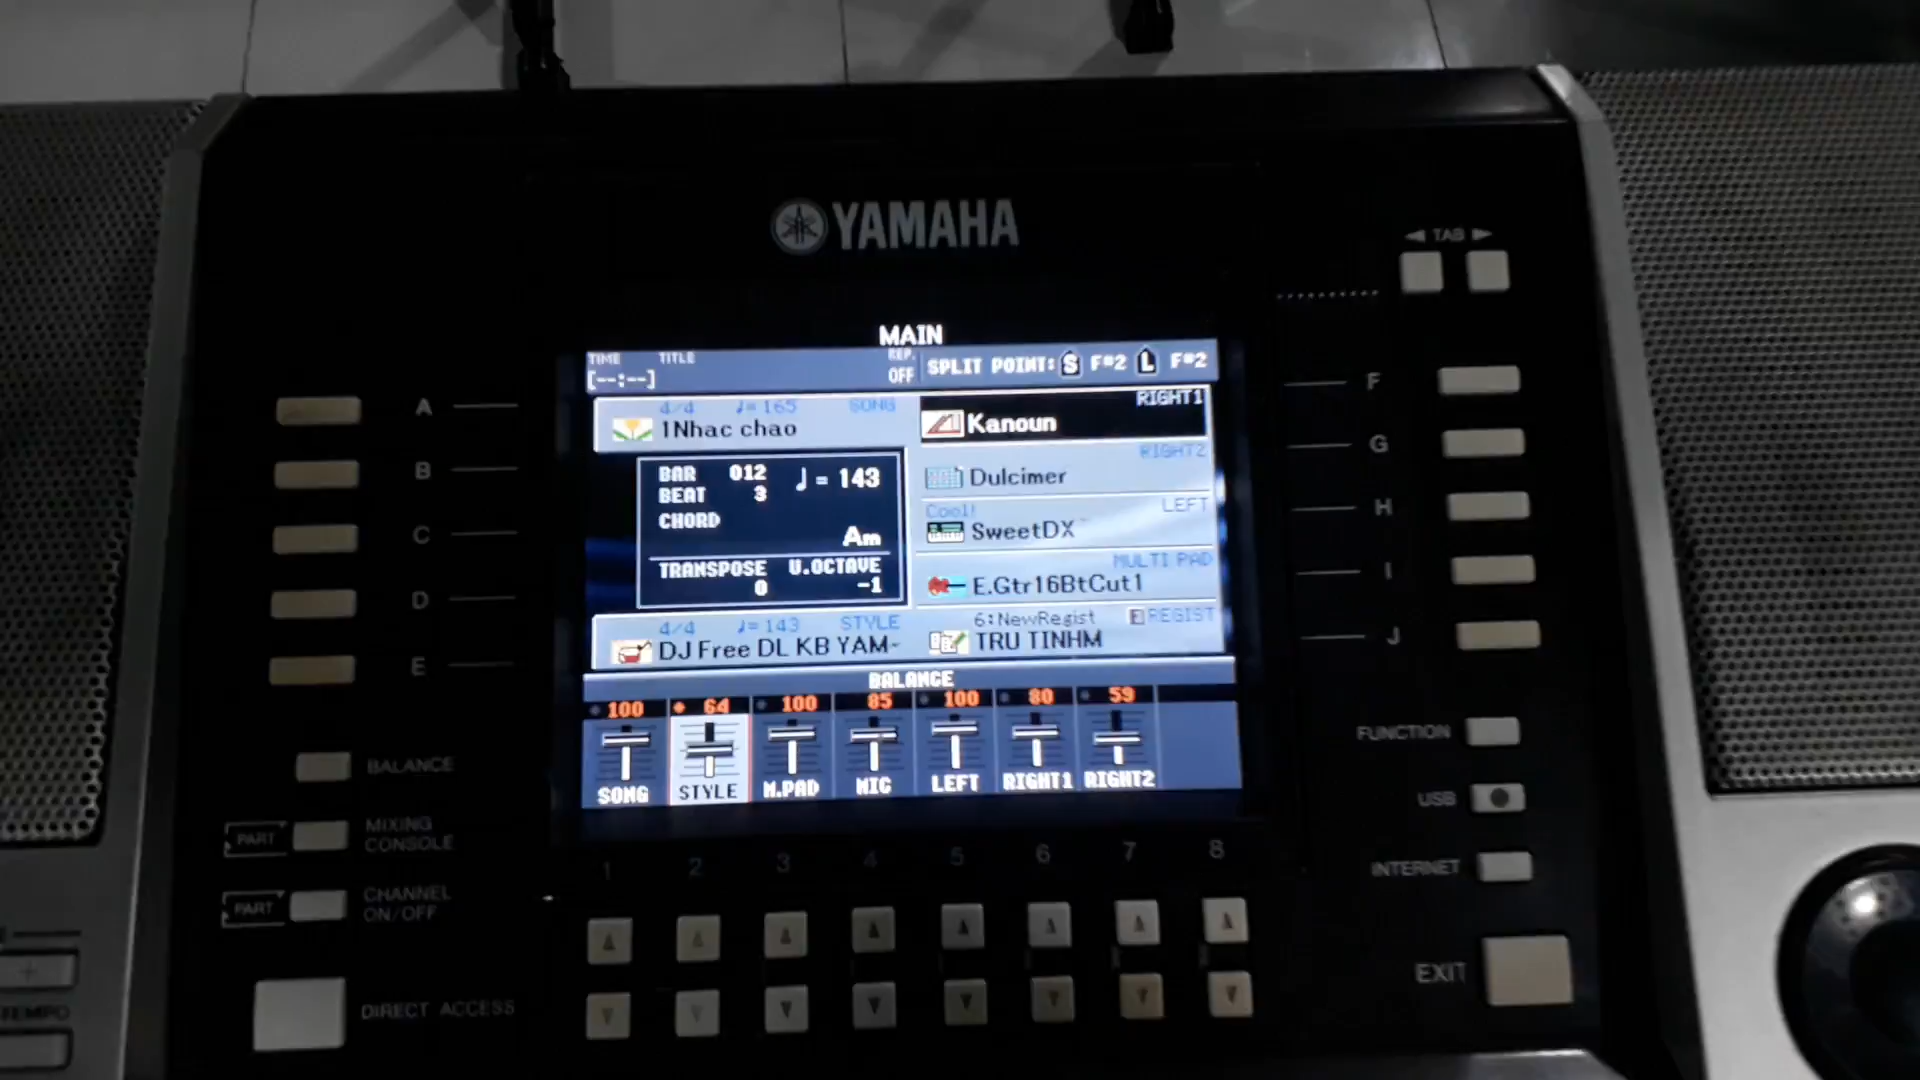 YAMAHA
TAB
MAIN
TIME TITLE REP. OFF
[--:--]
SPLIT POINT: S F#2 L F#2
4/4 ♩=165 SONG
1Nhac chao
RIGHT1
Kanoun
RIGHT2
Dulcimer
LEFT
Cool!
SweetDX
MULTI PAD
E.Gtr16BtCut1
6:NewRegist REGIST
TRU TINHM
BAR 012 ♩= 143
BEAT 3
CHORD
Am
TRANSPOSE U.OCTAVE
0 -1
4/4 ♩=143 STYLE
DJ Free DL KB YAM~
BALANCE
100 64 100 85 100 80 59
SONG STYLE M.PAD MIC LEFT RIGHT1 RIGHT2
1 2 3 4 5 6 7 8
A
B
C
D
E
F
G
H
I
J
BALANCE
PART MIXING CONSOLE
PART CHANNEL ON/OFF
DIRECT ACCESS
FUNCTION
USB
INTERNET
EXIT
+
TEMPO